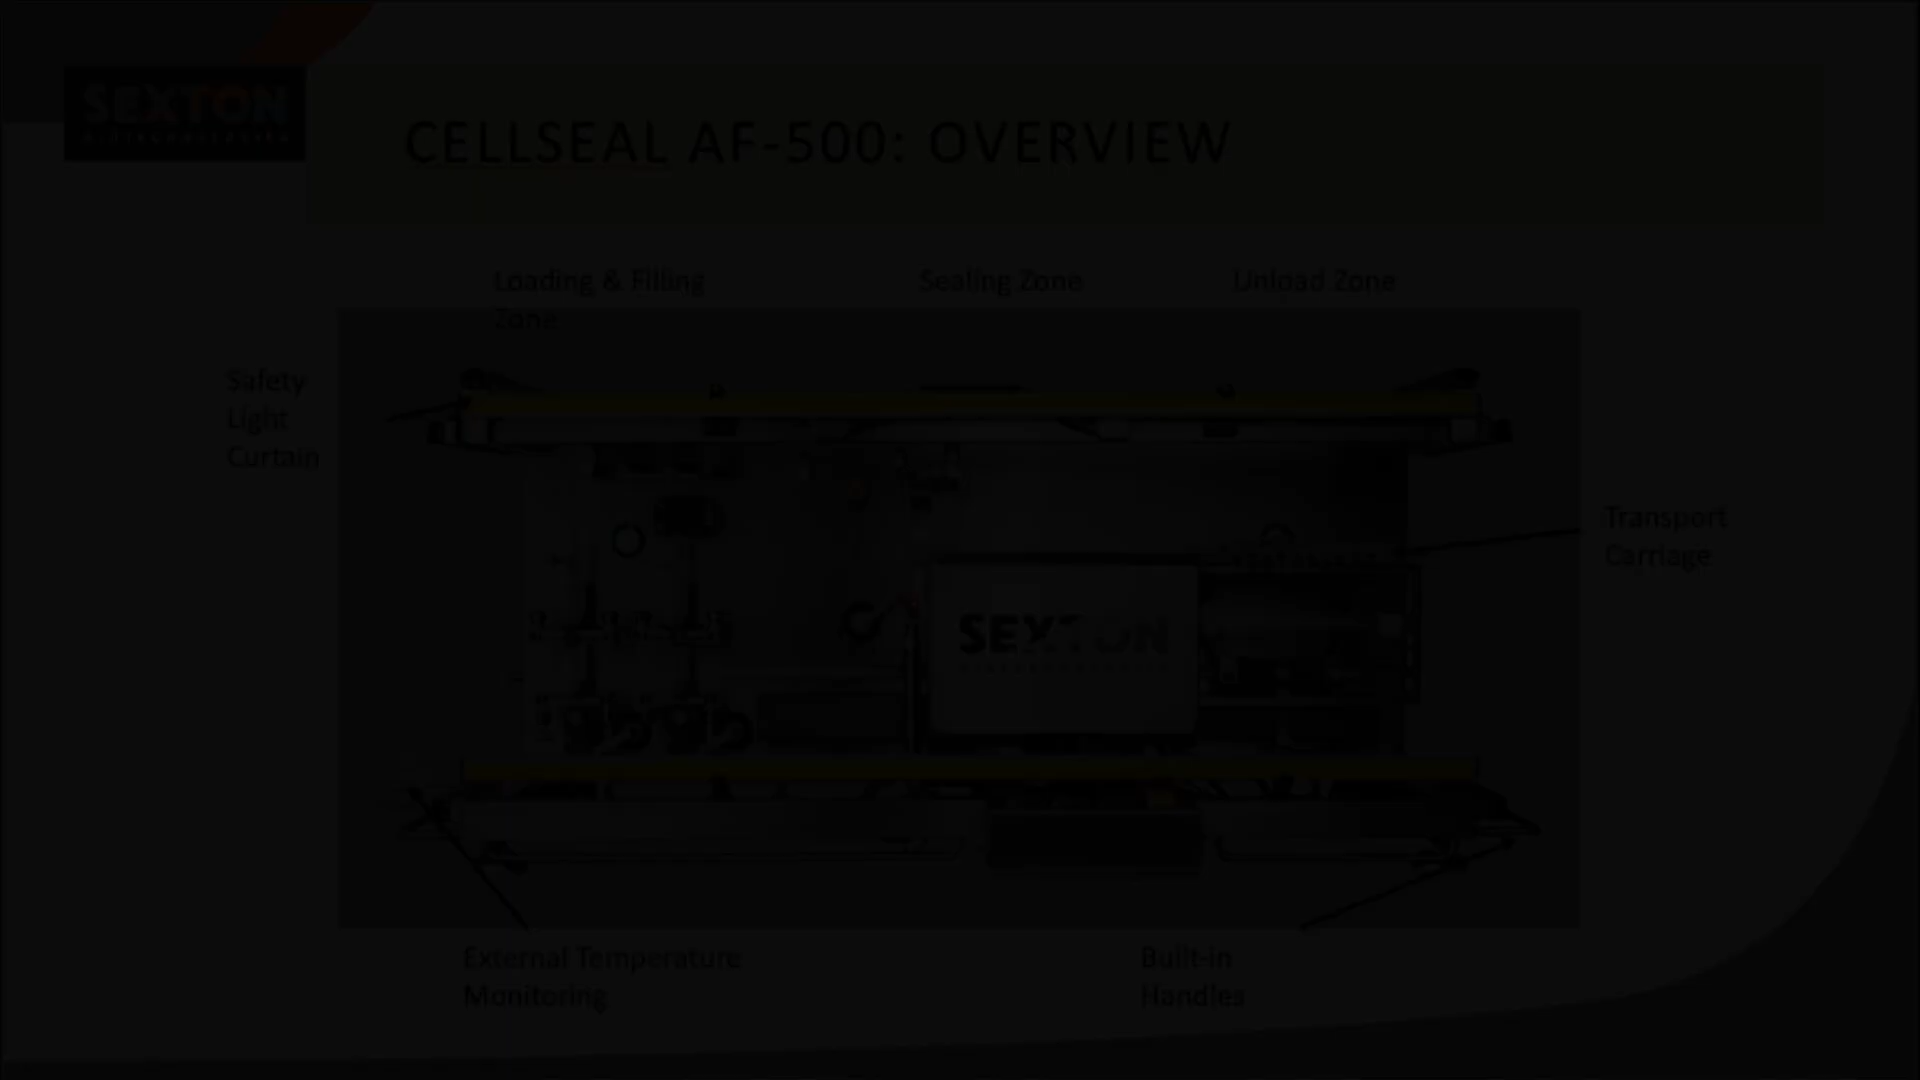 SEXTON
BIOTECHNOLOGIES
CELLSEAL AF-500: OVERVIEW
Loading & Filling
Zone
Sealing Zone
Unload Zone
Safety
Light
Curtain
Transport
Carriage
SEXTON
External Temperature
Monitoring
Built-in
Handles